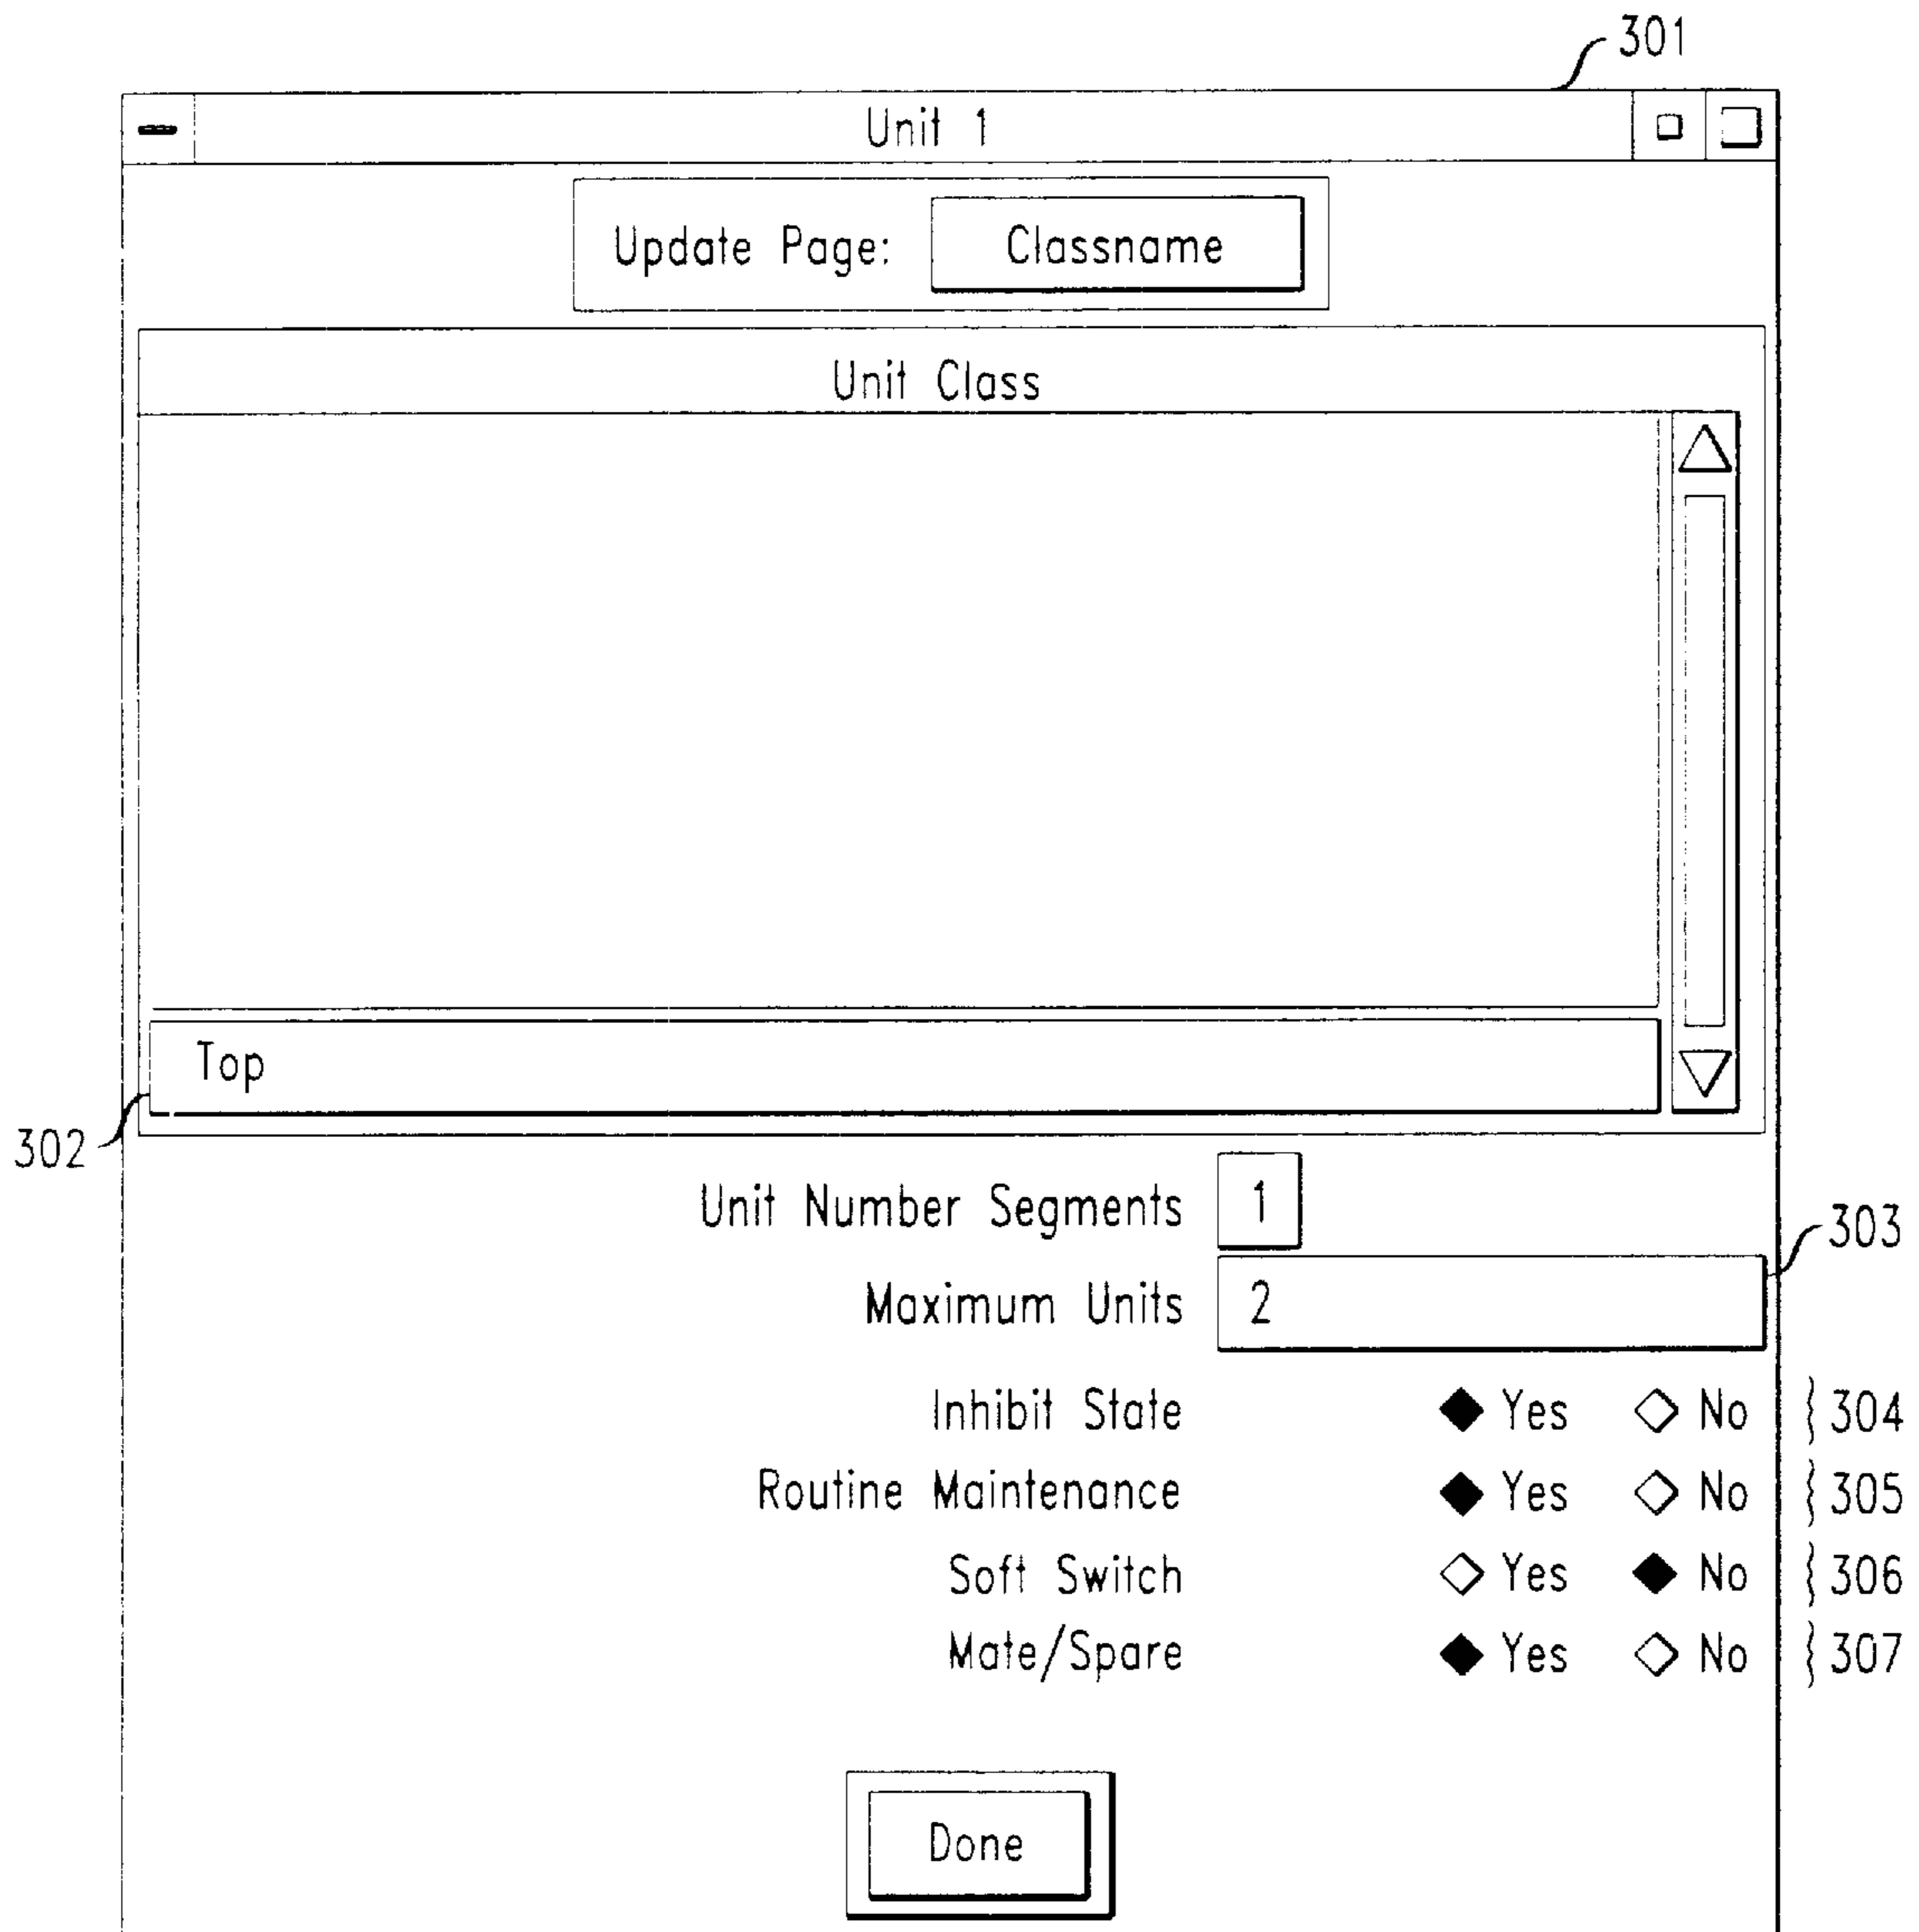 301
Unit 1
Update Page: Classname
Unit Class
Top
302
Unit Number Segments 1
303
Maximum Units 2
Inhibit State Yes No 304
Routine Maintenance Yes No 305
Soft Switch Yes No 306
Mate/Spare Yes No 307
Done